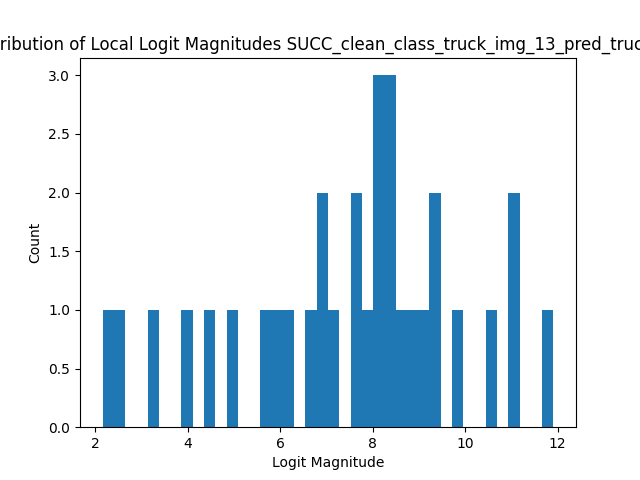 ribution of Local Logit Magnitudes SUCC_clean_class_truck_img_13_pred_truc
3.0
2.5
2.0
1.5
1.0
0.5
0.0
Count
2 4 6 8 10 12
Logit Magnitude